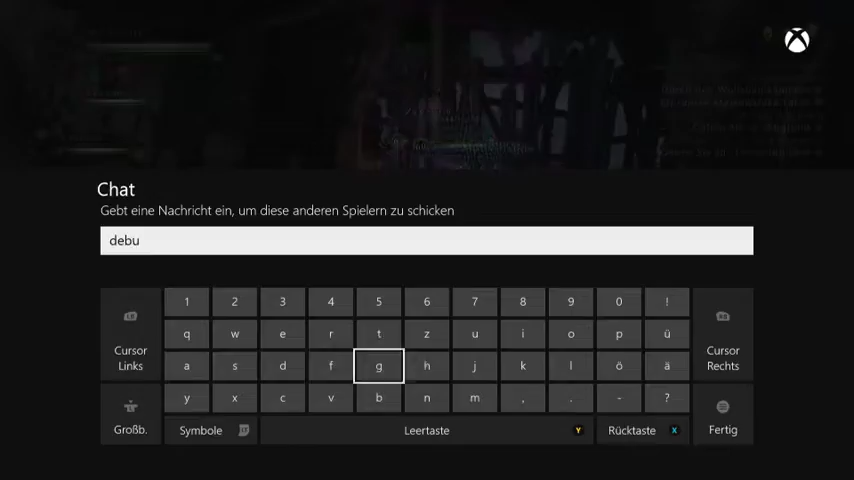 Chat
Gebt eine Nachricht ein, um diese anderen Spielern zu schicken
debu
1 2 3 4 5 6 7 8 9 0 !
q w e r t z u i o p ü
a s d f g h j k l ö ä
y x c v b n m , . - ?
Cursor Links
Cursor Rechts
Großb.
Symbole
Leertaste
Y
Rücktaste
X
Fertig